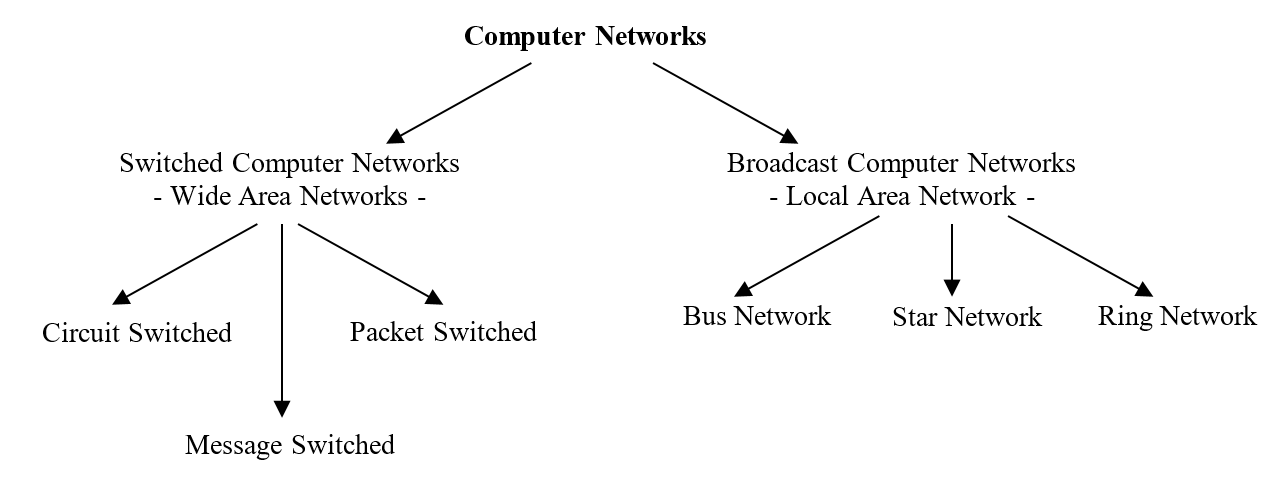 Computer Networks
Switched Computer Networks
- Wide Area Networks -
Broadcast Computer Networks
- Local Area Network -
Circuit Switched
Packet Switched
Message Switched
Bus Network
Star Network
Ring Network